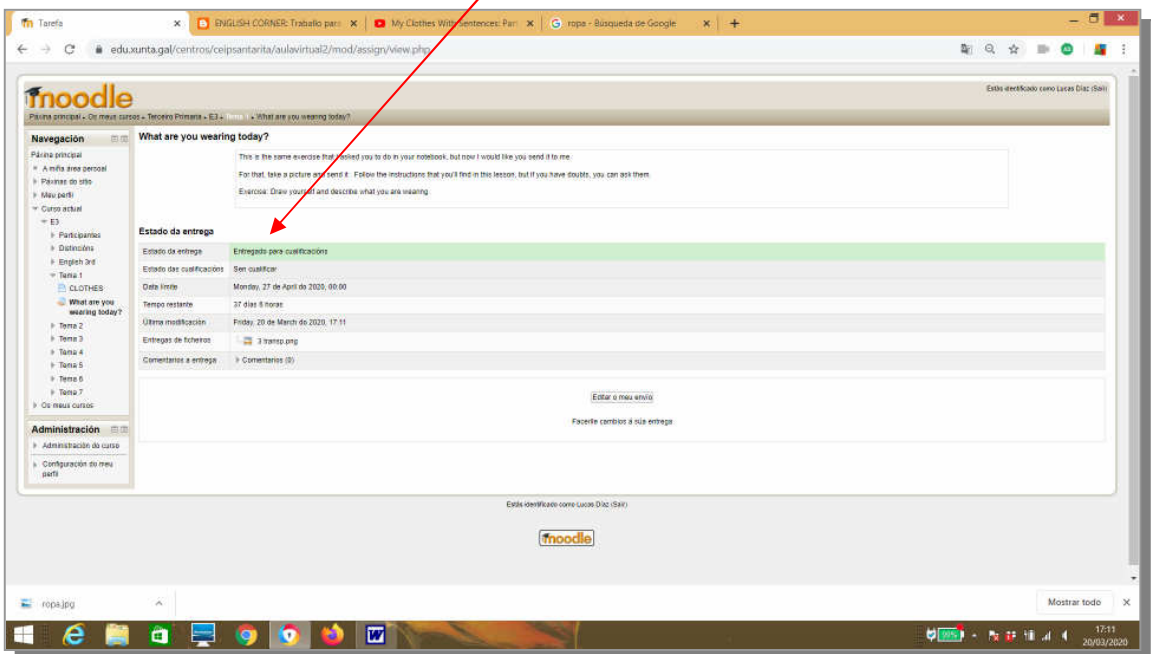 Tarefa
ENGLISH CORNER: Traballo para
My Clothes With Sentences: Part
ropa - Búsqueda de Google
edu.xunta.gal/centros/ceipsantarita/aulavirtual2/mod/assign/view.php
moodle
Estás identificado como Lucas Díaz (Saír)
Páxina principal Os meus cursos Terceiro Primaria E3 Tema 1 What are you wearing today?
Navegación
Páxina principal
A miña área persoal
Páxinas do sitio
Meu perfil
Curso actual
E3
Participantes
Distincións
English 3rd
Tema 1
CLOTHES
What are you
wearing today?
Tema 2
Tema 3
Tema 4
Tema 5
Tema 6
Tema 7
Os meus cursos
Administración
Administración do curso
Configuración do meu
perfil
What are you wearing today?
This is the same exercise that I asked you to do in your notebook, but now I would like you send it to me.
For that, take a picture and send it. Follow the instructions that you'll find in this lesson, but if you have doubts, you can ask them.
Exercise: Draw yourself and describe what you are wearing.
Estado da entrega
Estado da entrega Entregado para cualificacións
Estado das cualificacións Sen cualificar
Data límite Monday, 27 de April do 2020, 00:00
Tempo restante 37 días 6 horas
Última modificación Friday, 20 de March do 2020, 17:11
Entregas de ficheiros 3 transp.png
Comentarios a entrega Comentarios (0)
Editar o meu envío
Facerlle cambios á súa entrega
Estás identificado como Lucas Díaz (Saír)
moodle
ropa.jpg
Mostrar todo
99%
17:11
20/03/2020